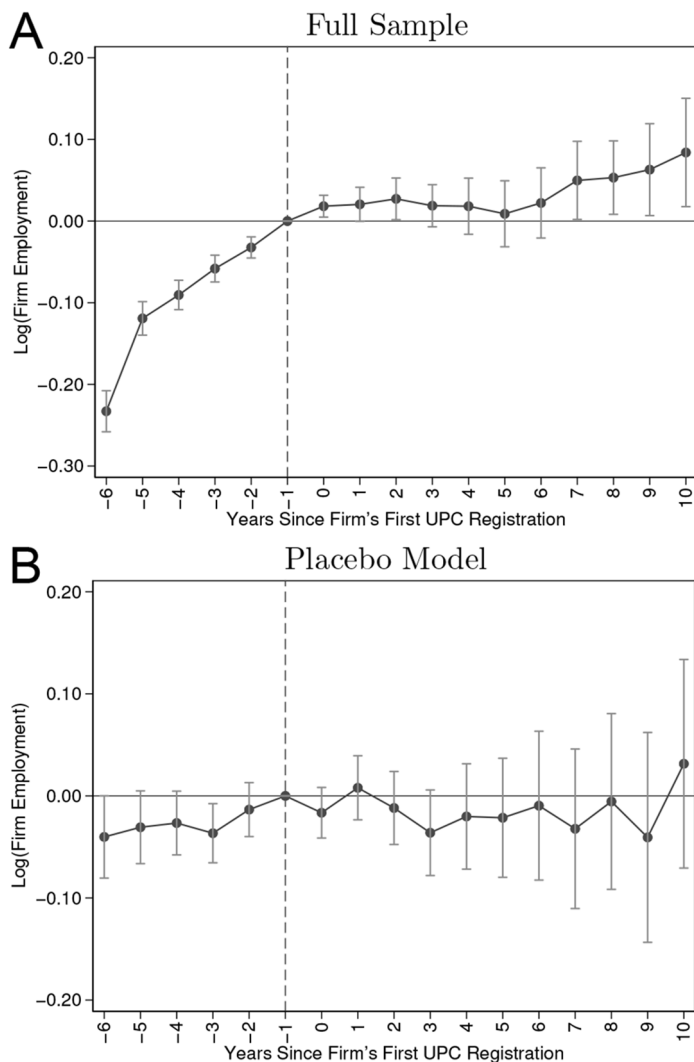 A
Full Sample
0.20
0.10
0.00
−0.10
−0.20
−0.30
Log(Firm Employment)
−6 −5 −4 −3 −2 −1 0 1 2 3 4 5 6 7 8 9 10
Years Since Firm's First UPC Registration
B
Placebo Model
0.20
0.10
0.00
−0.10
−0.20
Log(Firm Employment)
−6 −5 −4 −3 −2 −1 0 1 2 3 4 5 6 7 8 9 10
Years Since Firm's First UPC Registration